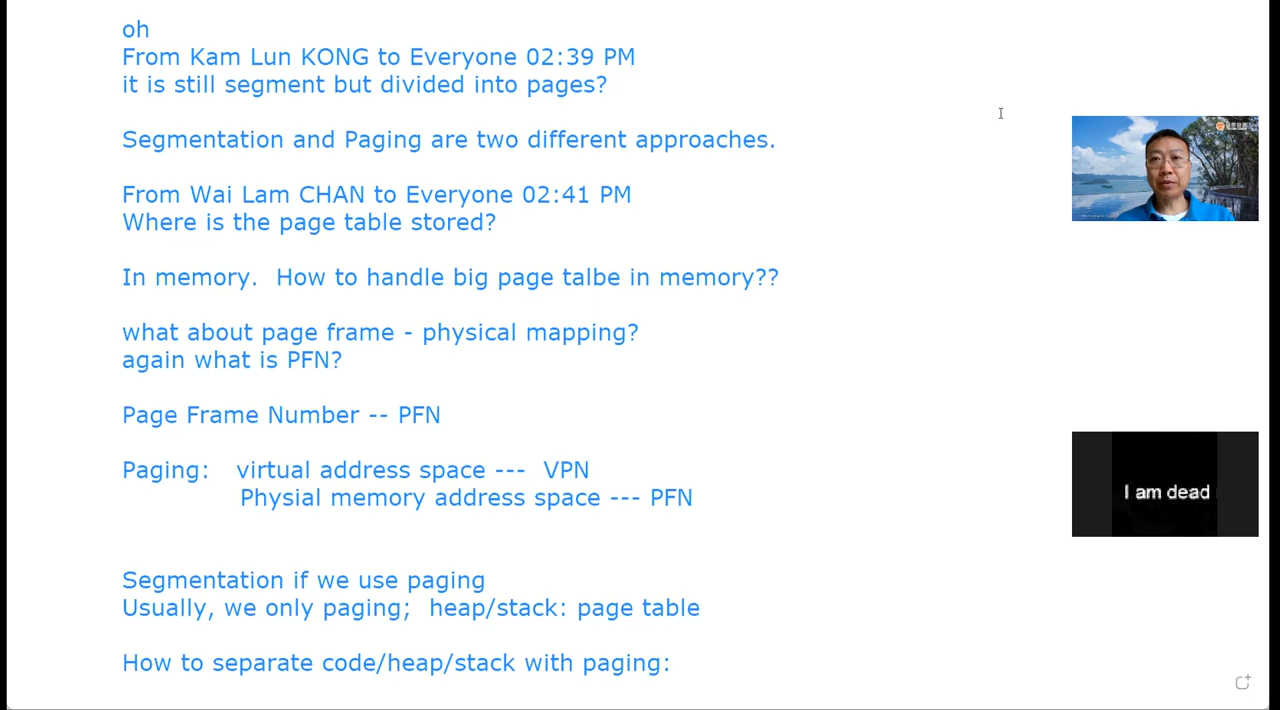 oh
From Kam Lun KONG to Everyone 02:39 PM
it is still segment but divided into pages?
Segmentation and Paging are two different approaches.
From Wai Lam CHAN to Everyone 02:41 PM
Where is the page table stored?
In memory. How to handle big page talbe in memory??
what about page frame - physical mapping?
again what is PFN?
Page Frame Number -- PFN
Paging: virtual address space --- VPN
Physial memory address space --- PFN
Segmentation if we use paging
Usually, we only paging; heap/stack: page table
How to separate code/heap/stack with paging:
I am dead